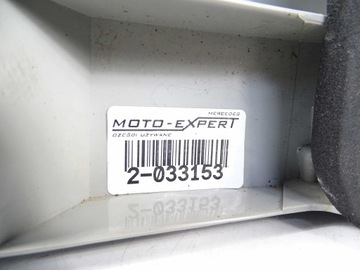 MERCEDES
MOTO-EXPERT
CZĘŚCI UŻYWANE
2-033153